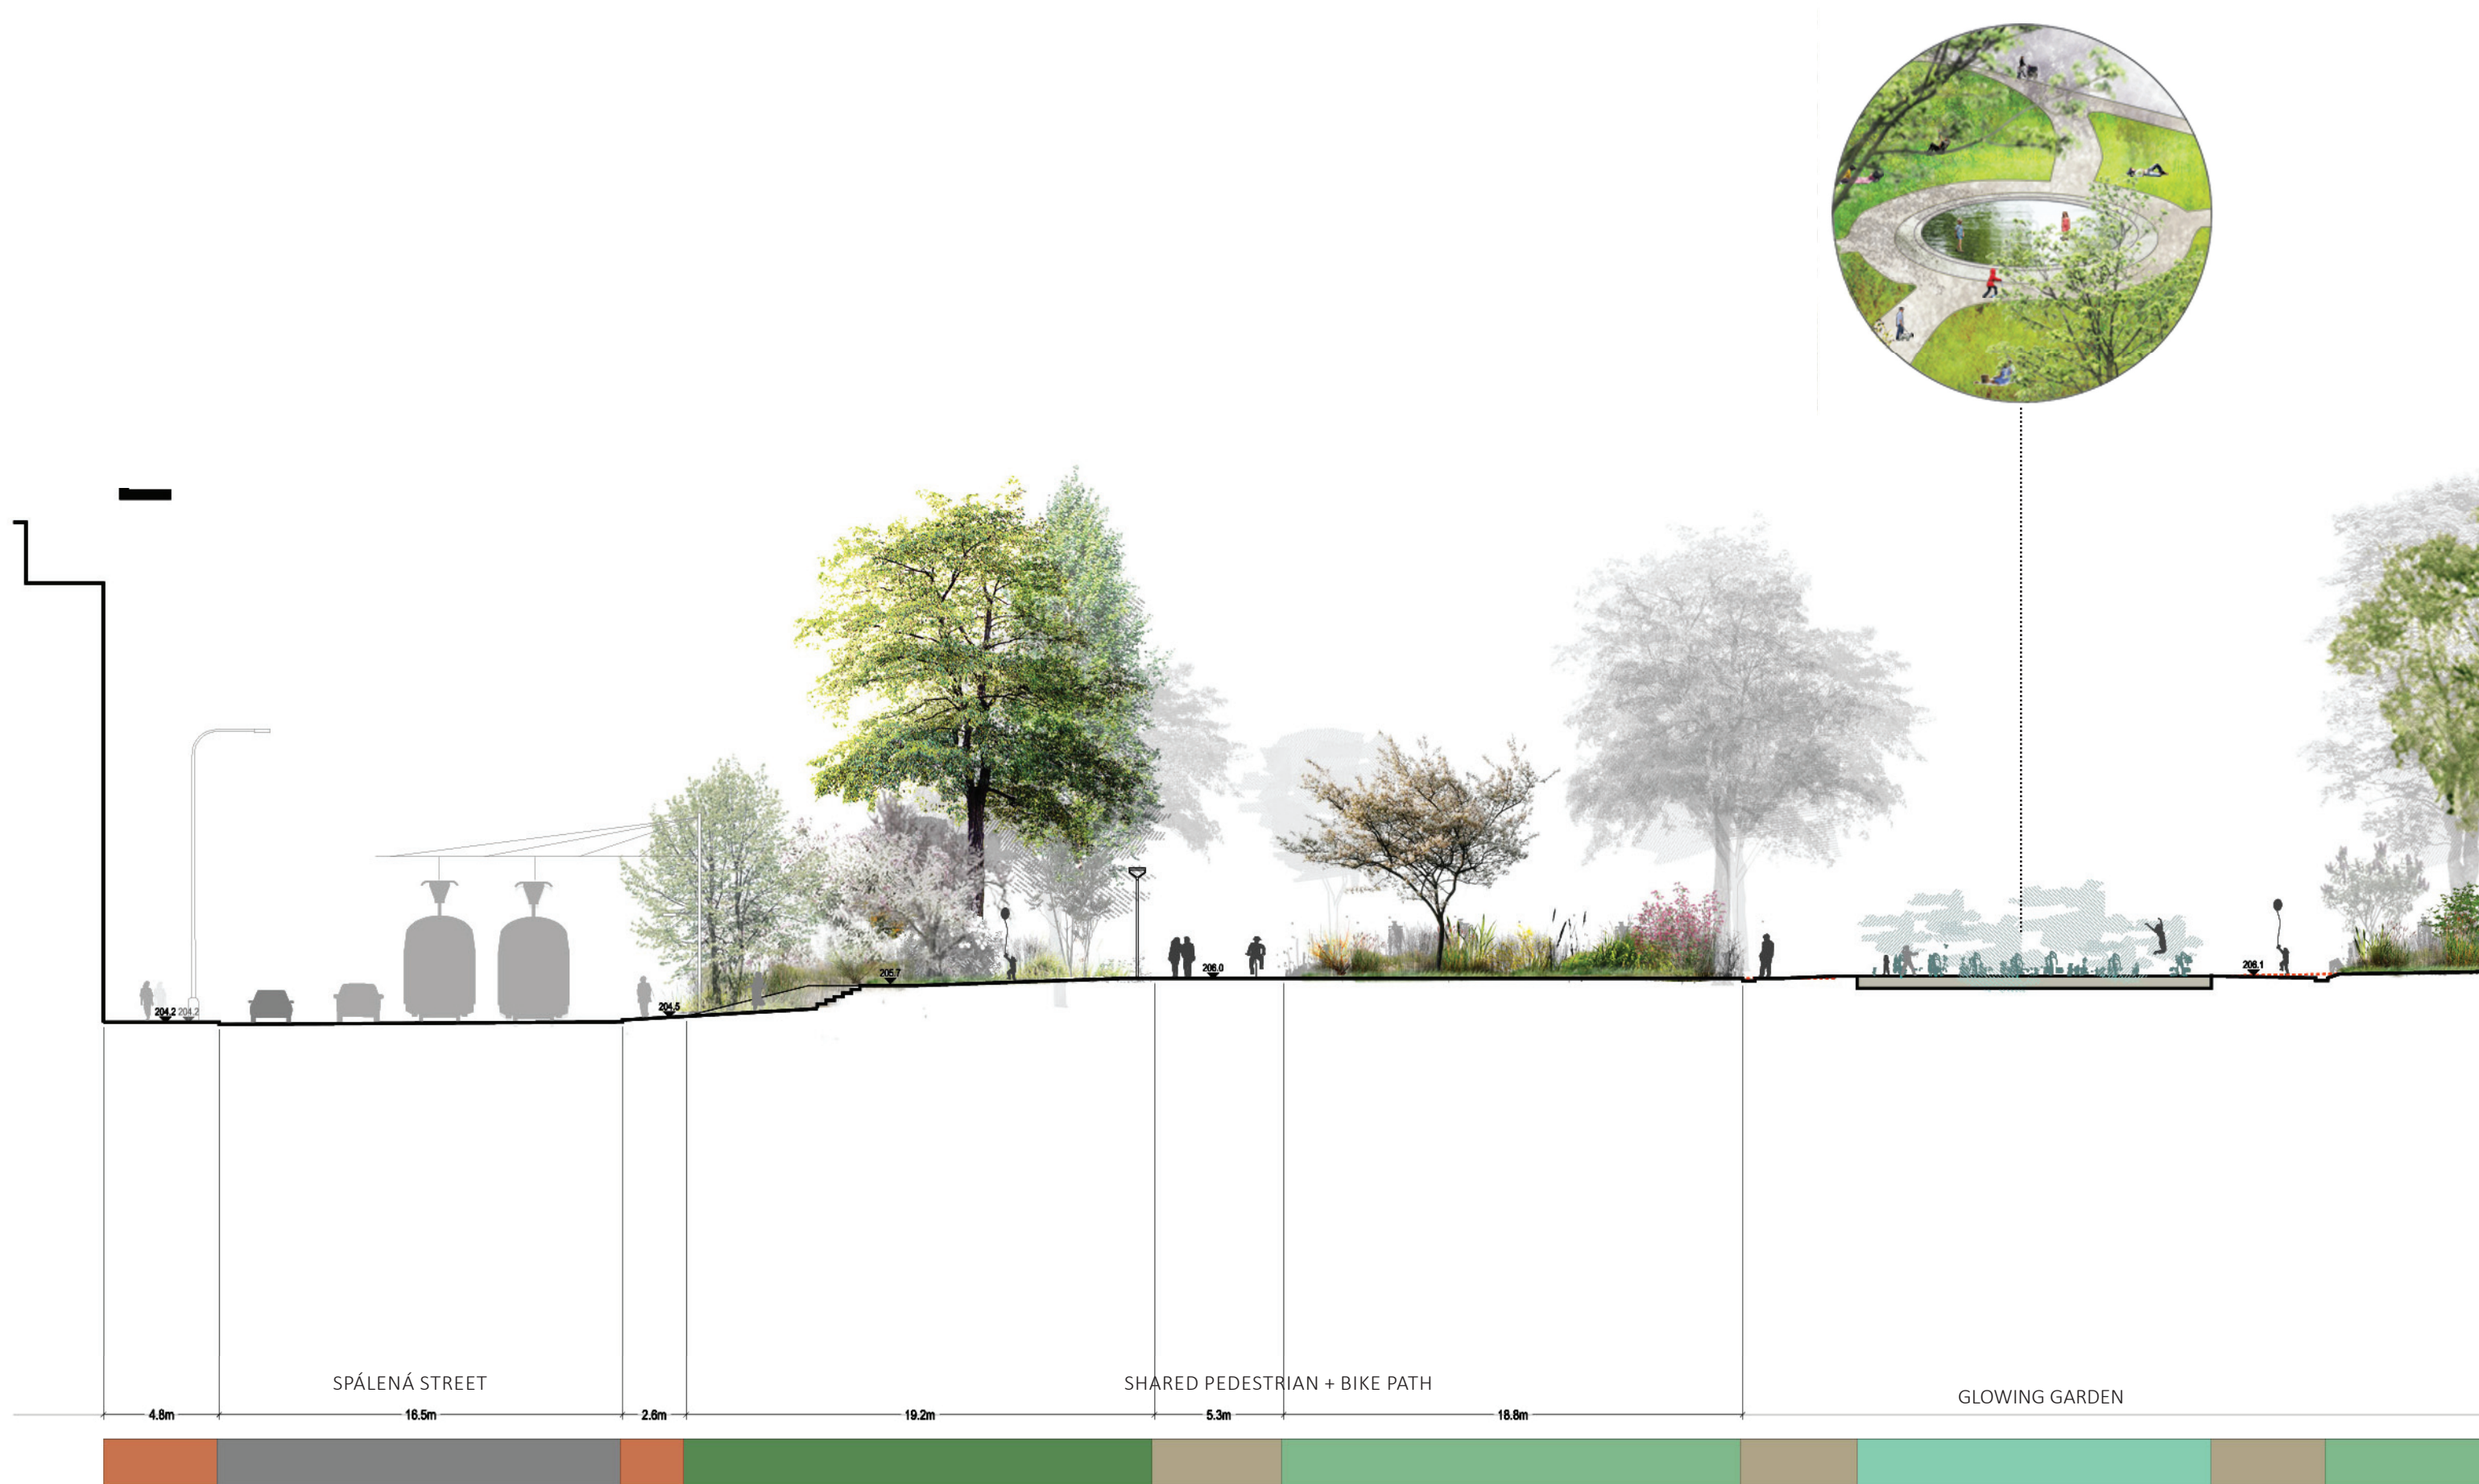 204.2 204.2
204.5
205.7
206.0
206.1
SPÁLENÁ STREET
SHARED PEDESTRIAN + BIKE PATH
GLOWING GARDEN
4.8m 16.5m 2.6m 19.2m 5.3m 18.8m